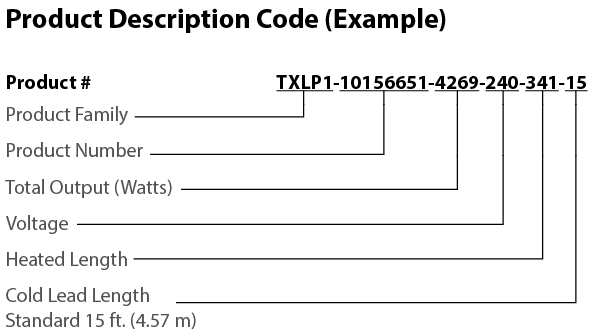 Product Description Code (Example)
Product # TXLP1-10156651-4269-240-341-15
Product Family
Product Number
Total Output (Watts)
Voltage
Heated Length
Cold Lead Length
Standard 15 ft. (4.57 m)